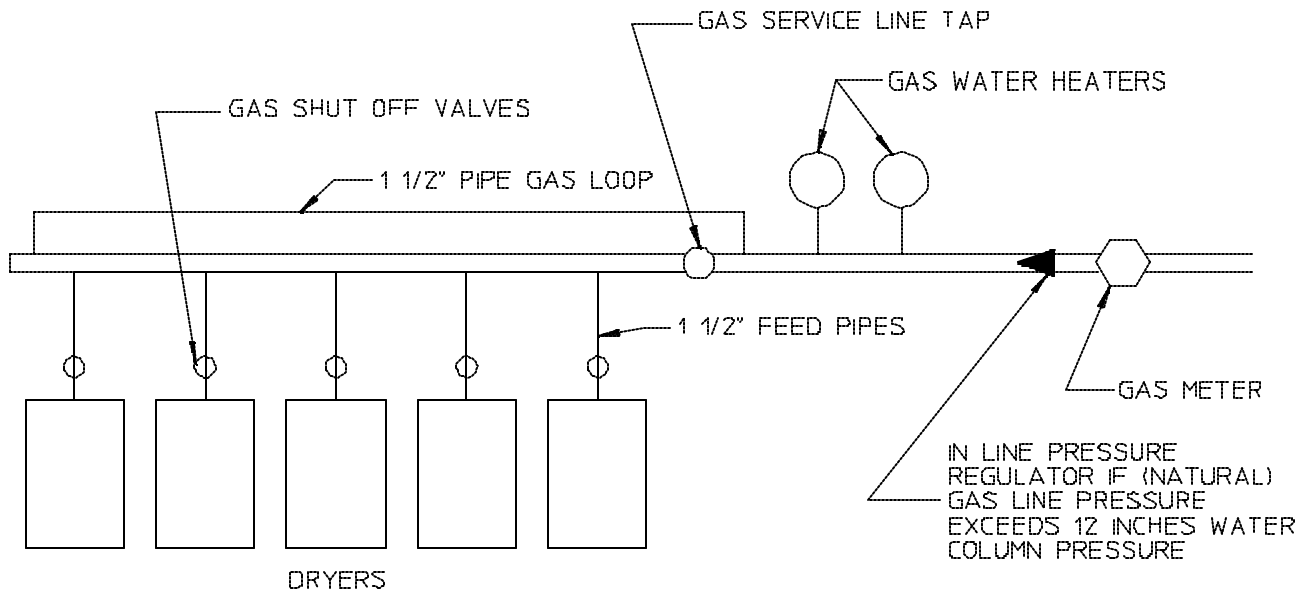 GAS SERVICE LINE TAP
GAS WATER HEATERS
GAS SHUT OFF VALVES
1 1/2" PIPE GAS LOOP
1 1/2" FEED PIPES
GAS METER
IN LINE PRESSURE
REGULATOR IF (NATURAL)
GAS LINE PRESSURE
EXCEEDS 12 INCHES WATER
COLUMN PRESSURE
DRYERS